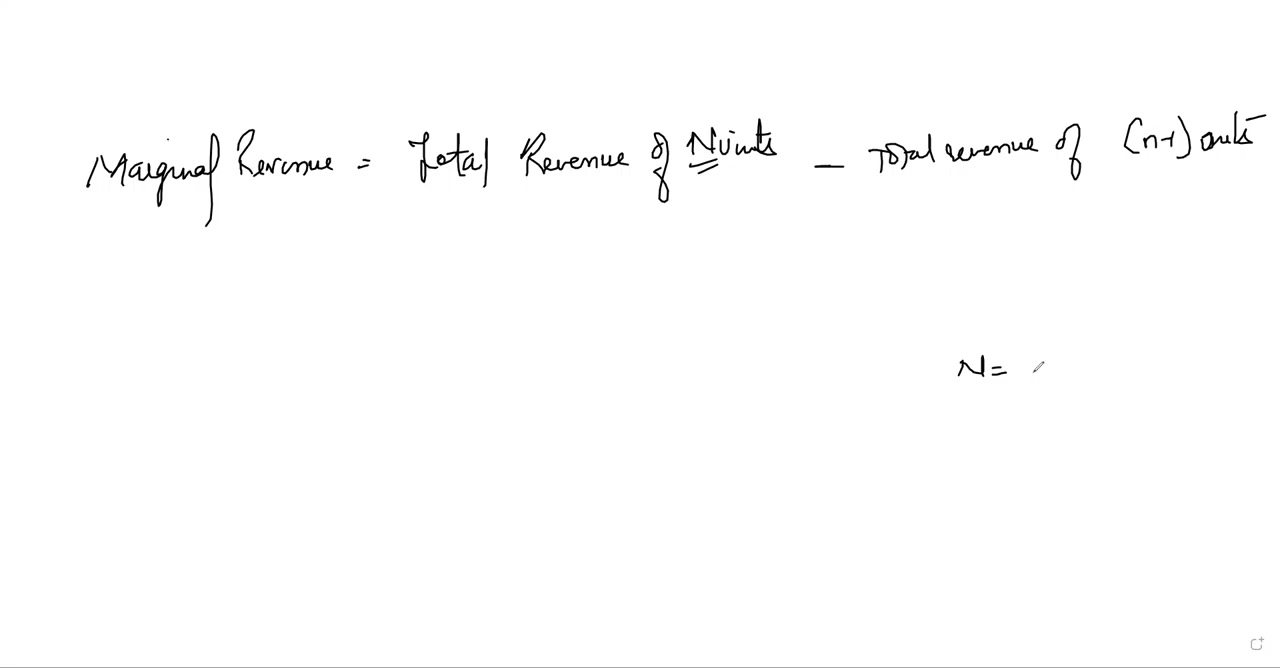 Marginal Revenue = Total Revenue of N units – Total revenue of (n-1) units
N =